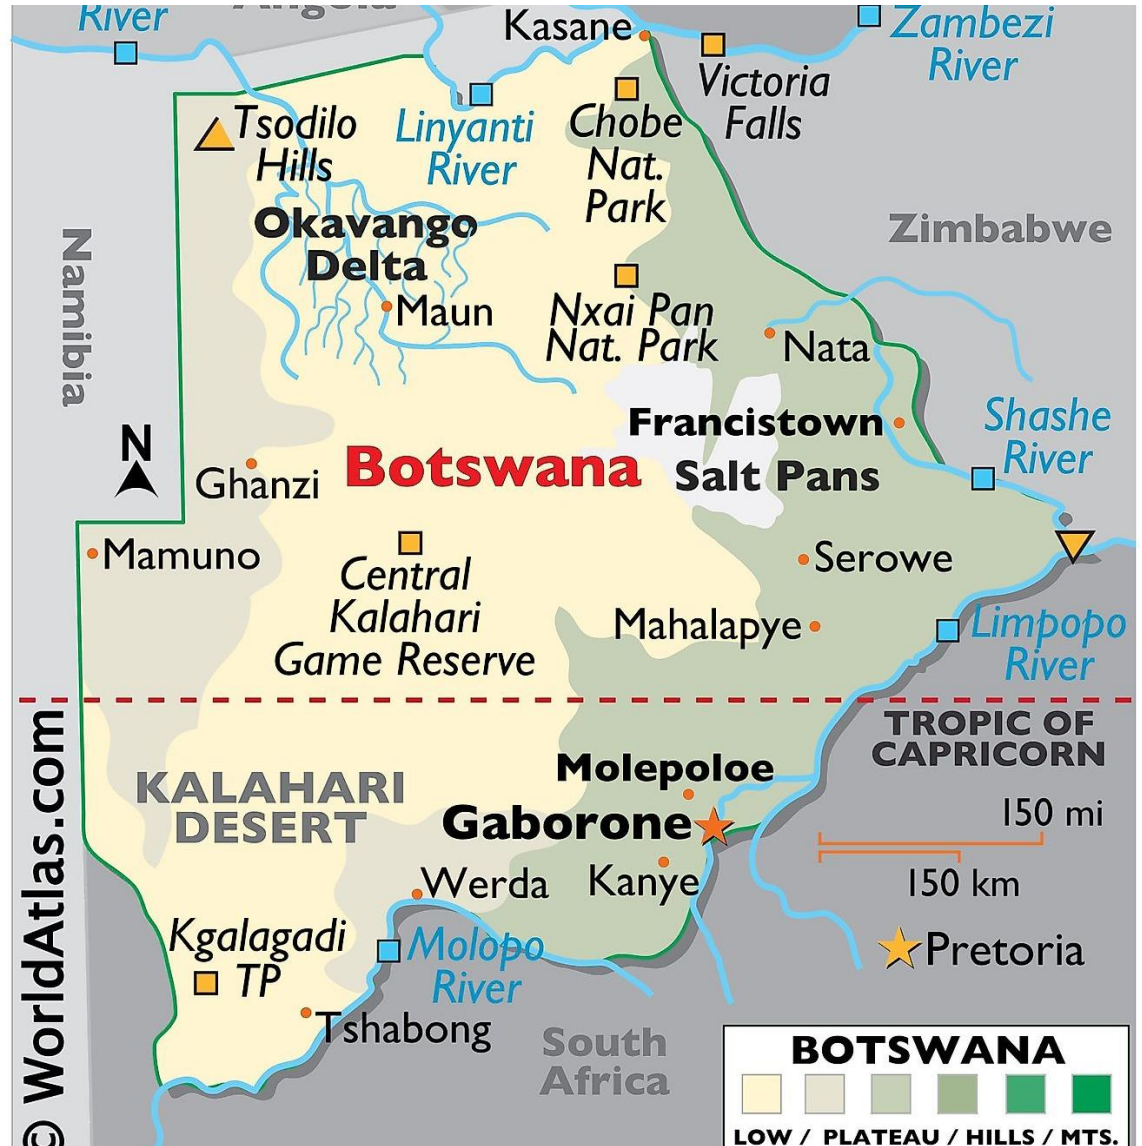 River
Angola
Kasane
Zambezi
River
Victoria
Falls
Tsodilo
Hills
Linyanti
River
Chobe
Nat.
Park
Okavango
Delta
Zimbabwe
Namibia
Maun
Nxai Pan
Nat. Park
Nata
Francistown
Shashe
River
N
Ghanzi
Botswana
Salt Pans
Mamuno
Central
Kalahari
Game Reserve
Serowe
Mahalapye
Limpopo
River
TROPIC OF
CAPRICORN
© WorldAtlas.com
KALAHARI
DESERT
Molepoloe
Gaborone
150 mi
150 km
Werda
Kanye
Kgalagadi
TP
Molopo
River
Pretoria
Tshabong
South
Africa
BOTSWANA
LOW / PLATEAU / HILLS / MTS.